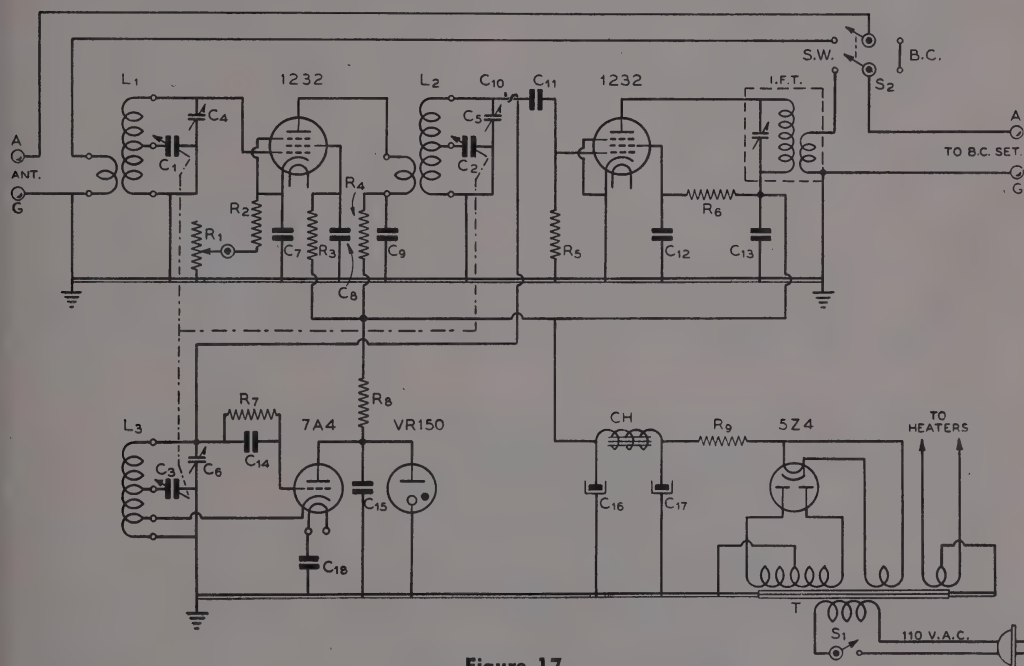 A
ANT.
G
L1
C1
C4
1232
R1
R2
C7
R3
R4
C8
C9
L2
C10
C11
C5
C2
1232
R5
R6
C12
C13
I.F.T.
S.W.
B.C.
S2
A
TO B.C. SET.
G
L3
C3
C6
R7
C14
7A4
R8
VR150
C15
C18
CH
C16
C17
R9
5Z4
TO
HEATERS
T
S1
110 V.A.C.
Figure 17